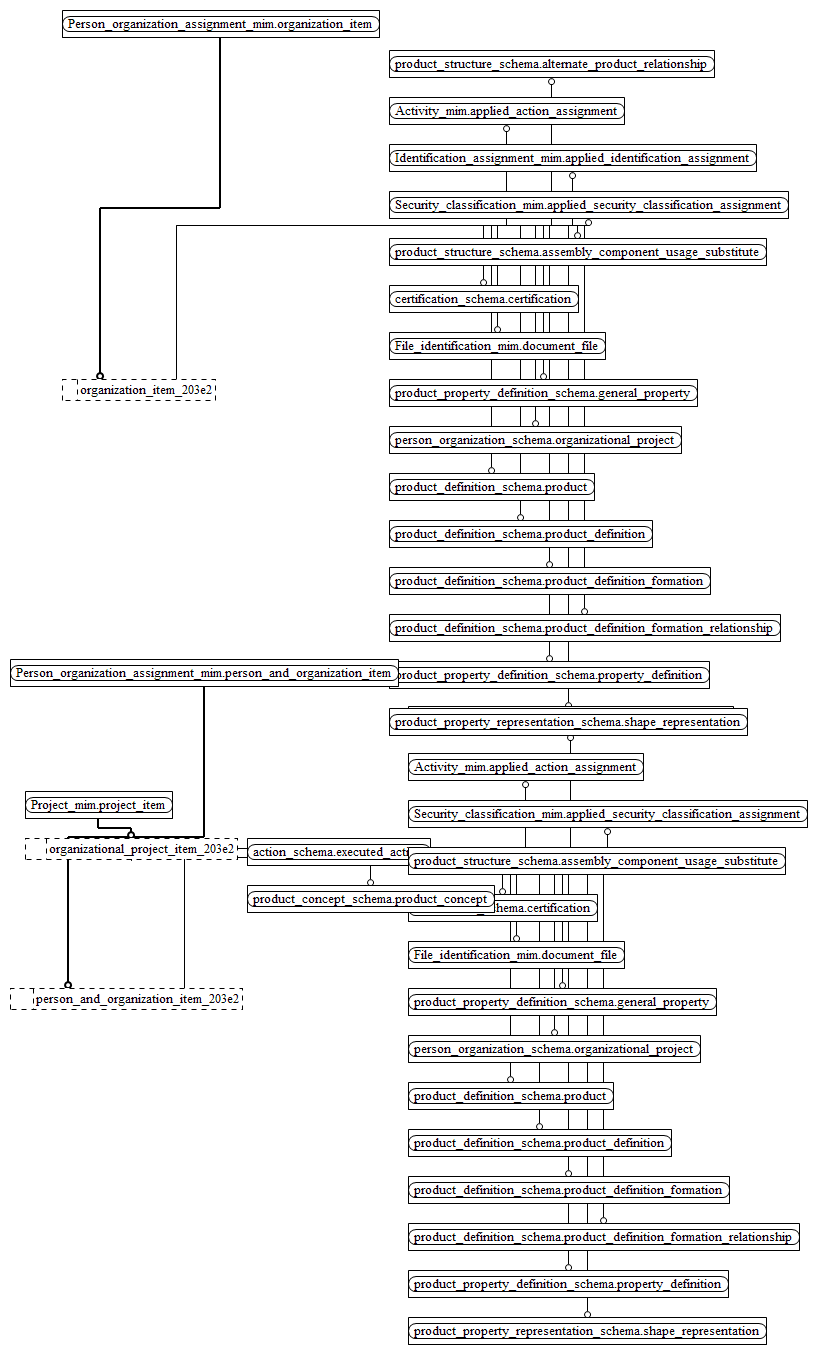 Person_organization_assignment_mim.organization_item
product_structure_schema.alternate_product_relationship
Activity_mim.applied_action_assignment
Identification_assignment_mim.applied_identification_assignment
Security_classification_mim.applied_security_classification_assignment
product_structure_schema.assembly_component_usage_substitute
certification_schema.certification
File_identification_mim.document_file
organization_item_203e2
product_property_definition_schema.general_property
person_organization_schema.organizational_project
product_definition_schema.product
product_definition_schema.product_definition
product_definition_schema.product_definition_formation
product_definition_schema.product_definition_formation_relationship
Person_organization_assignment_mim.person_and_organization_item
product_property_definition_schema.property_definition
product_property_representation_schema.shape_representation
Activity_mim.applied_action_assignment
Project_mim.project_item
Security_classification_mim.applied_security_classification_assignment
organizational_project_item_203e2
action_schema.executed_acti
product_structure_schema.assembly_component_usage_substitute
product_concept_schema.product_concept
hema.certification
File_identification_mim.document_file
person_and_organization_item_203e2
product_property_definition_schema.general_property
person_organization_schema.organizational_project
product_definition_schema.product
product_definition_schema.product_definition
product_definition_schema.product_definition_formation
product_definition_schema.product_definition_formation_relationship
product_property_definition_schema.property_definition
product_property_representation_schema.shape_representation